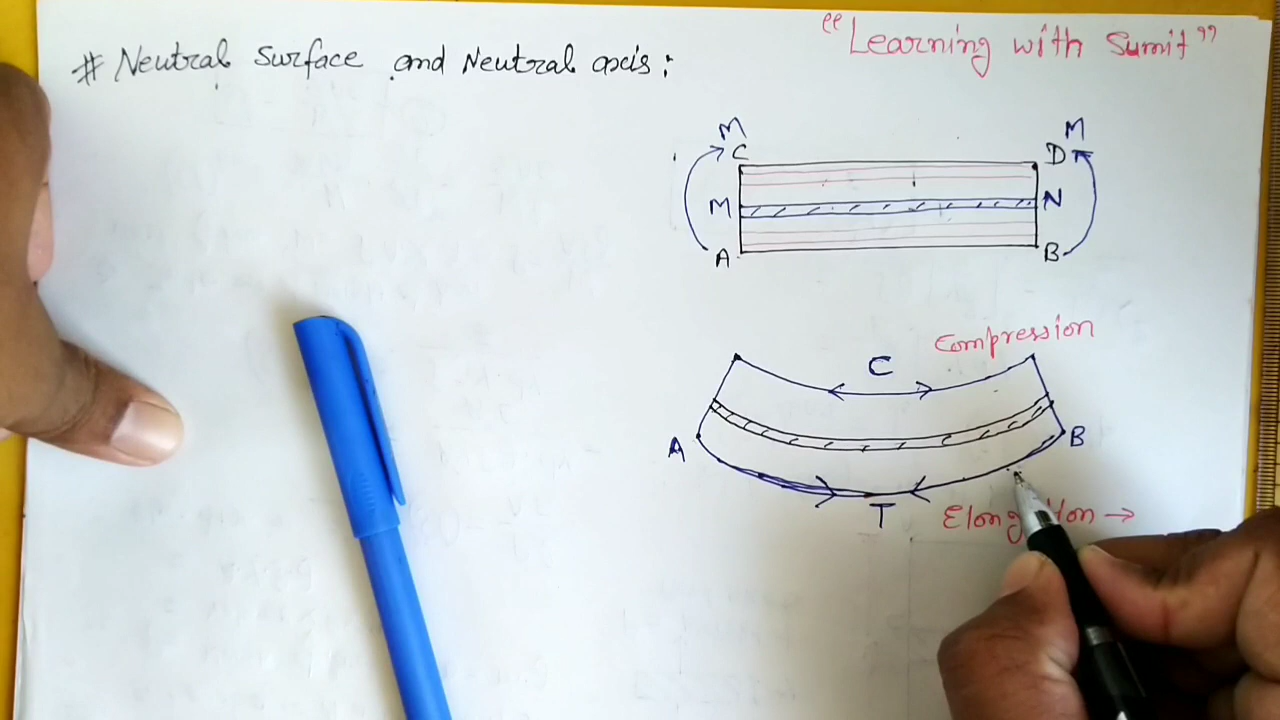 “Learning with Sumit”
# Neutral Surface and Neutral axis:
M M
C D
M N
A B
Compression
C
A B
T